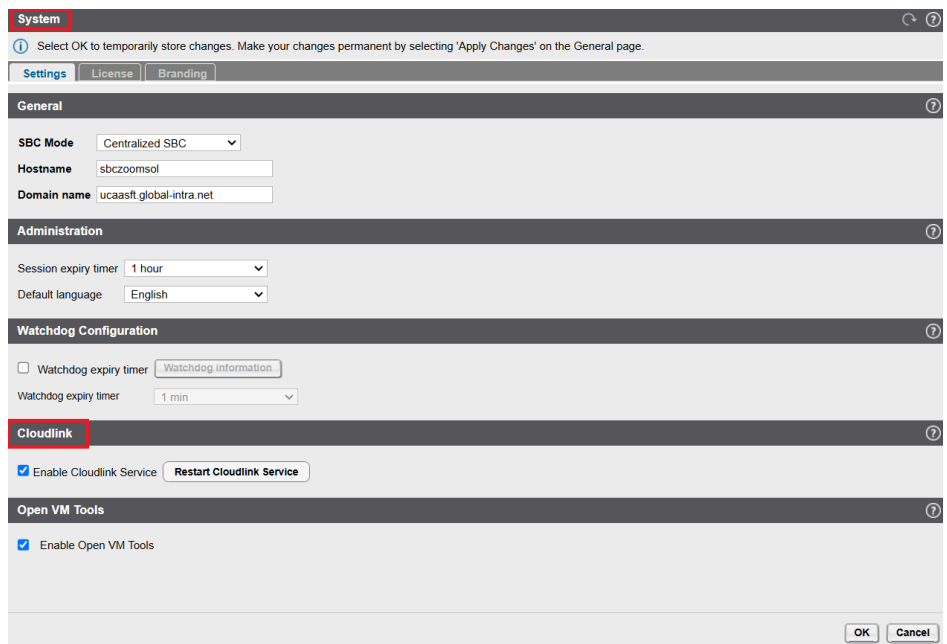 System
Select OK to temporarily store changes. Make your changes permanent by selecting 'Apply Changes' on the General page.
Settings License Branding
General
SBC Mode Centralized SBC
Hostname sbczoomsol
Domain name ucaasft.global-intra.net
Administration
Session expiry timer 1 hour
Default language English
Watchdog Configuration
Watchdog expiry timer Watchdog information
Watchdog expiry timer 1 min
Cloudlink
Enable Cloudlink Service Restart Cloudlink Service
Open VM Tools
Enable Open VM Tools
OK Cancel